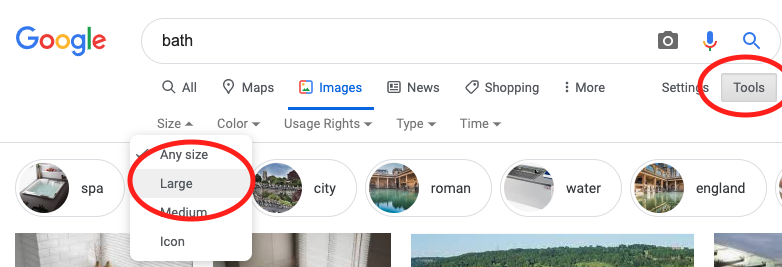 Google
bath
All Maps Images News Shopping More Settings Tools
Size Color Usage Rights Type Time
Any size
Large
Medium
Icon
spa city roman water england